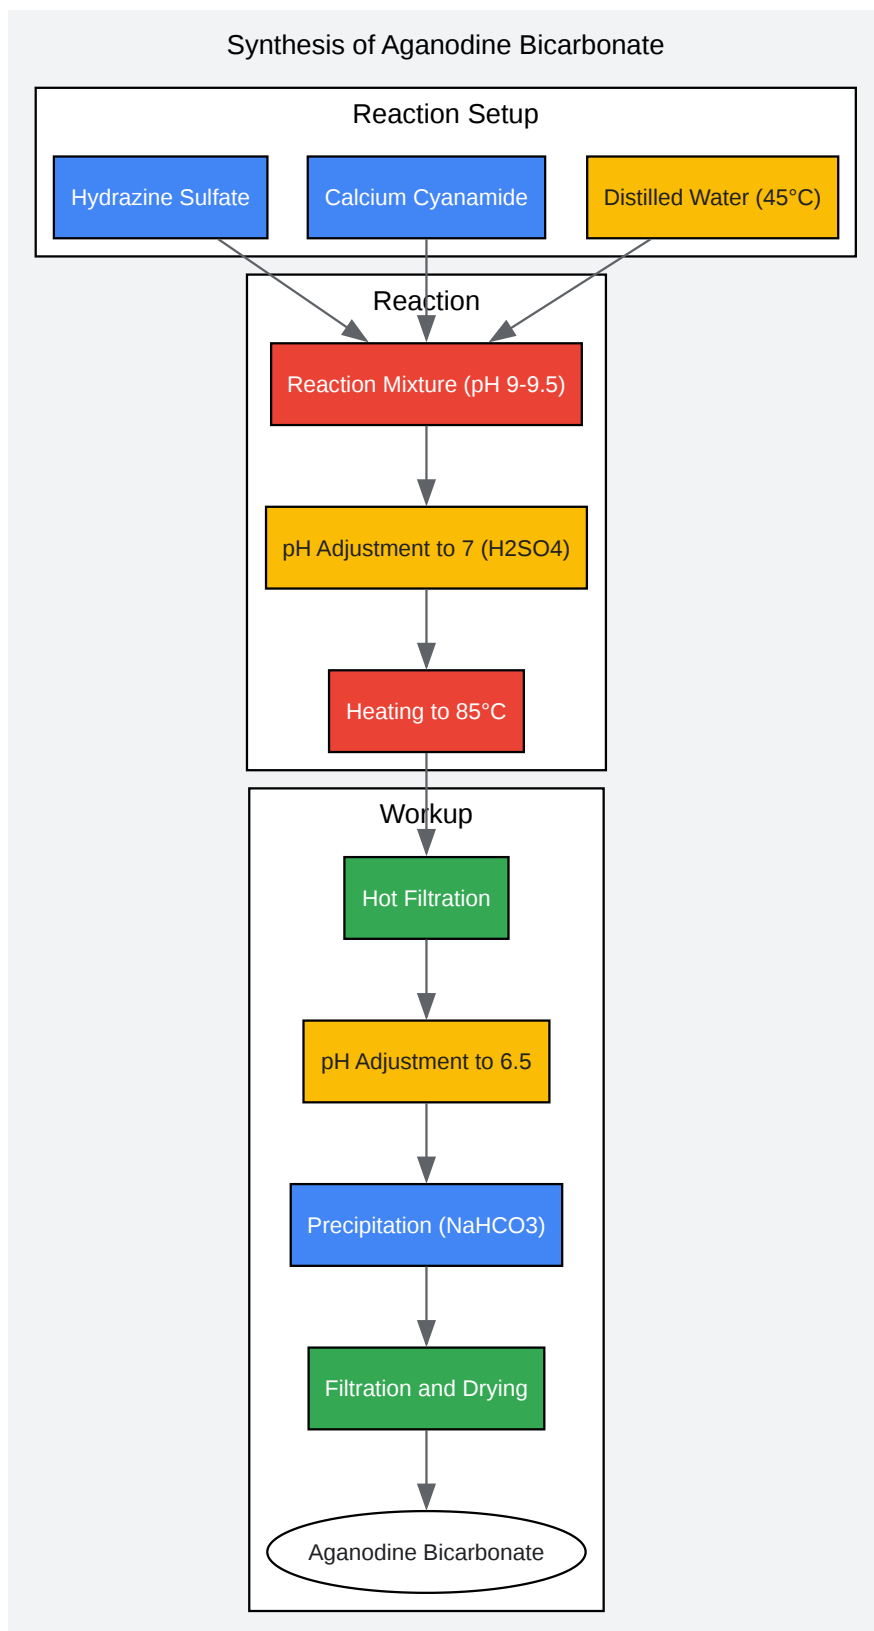 Synthesis of Aganodine Bicarbonate
Reaction Setup
Hydrazine Sulfate
Calcium Cyanamide
Distilled Water (45°C)
Reaction
Reaction Mixture (pH 9-9.5)
pH Adjustment to 7 (H2SO4)
Heating to 85°C
Workup
Hot Filtration
pH Adjustment to 6.5
Precipitation (NaHCO3)
Filtration and Drying
Aganodine Bicarbonate